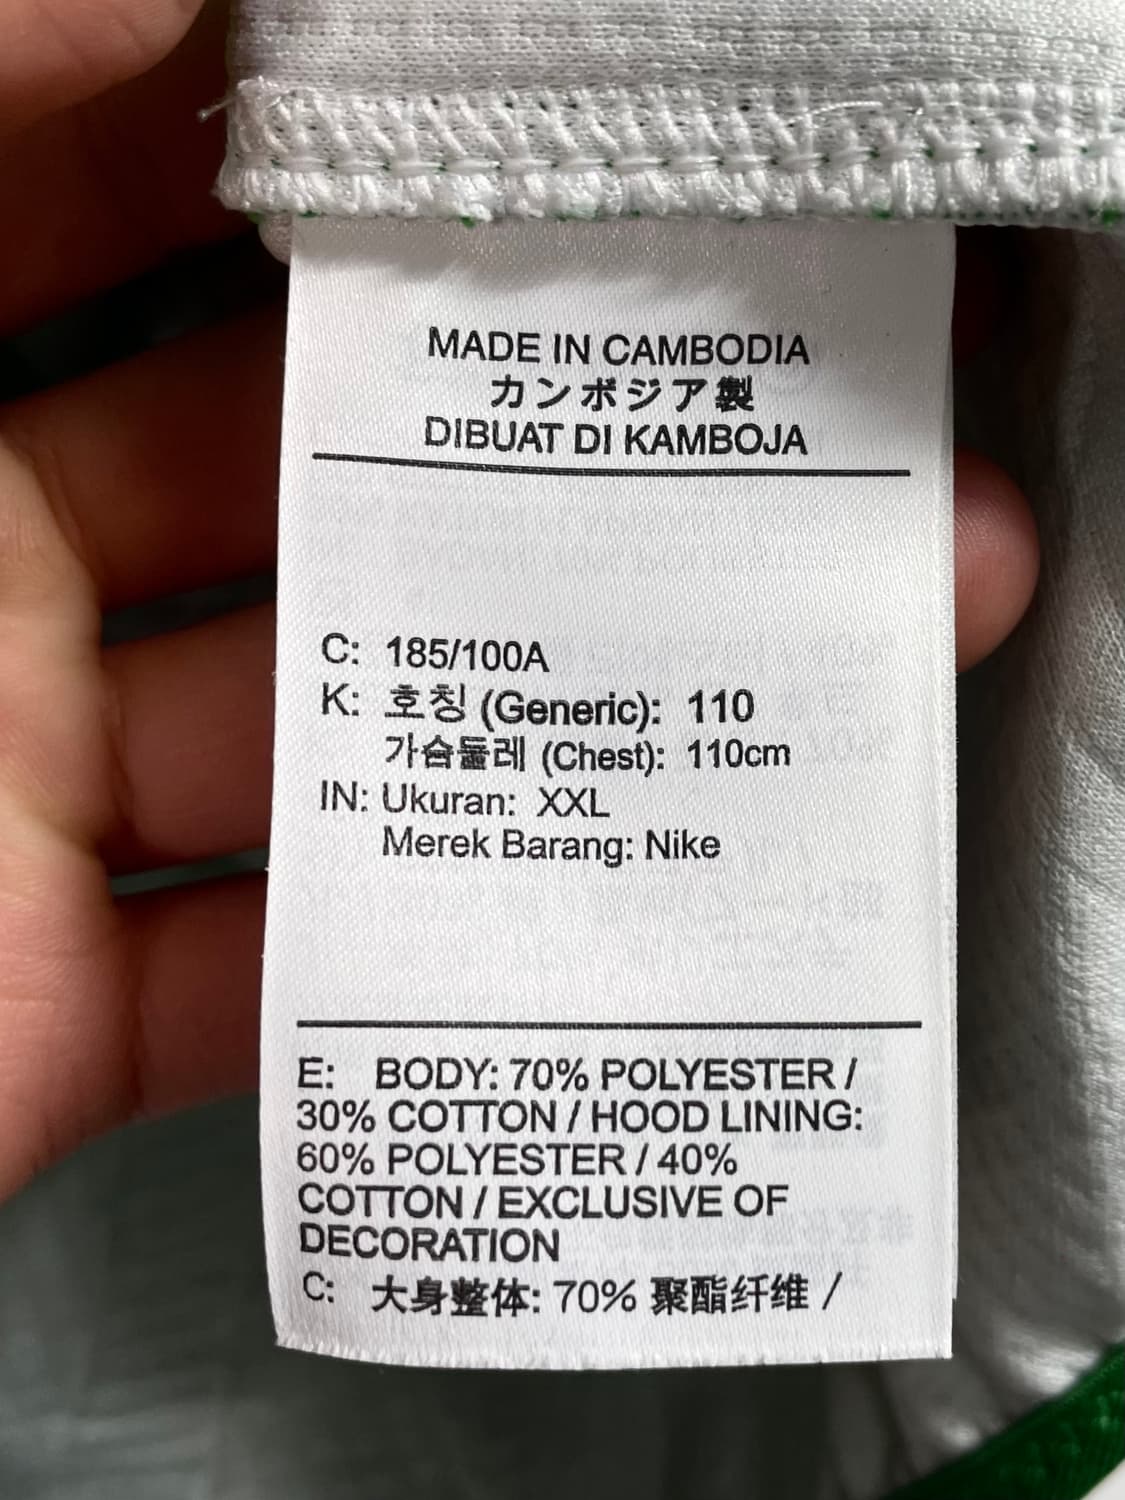 MADE IN CAMBODIA
カンボジア製
DIBUAT DI KAMBOJA
C: 185/100A
K: 호칭 (Generic): 110
가슴둘레 (Chest): 110cm
IN: Ukuran: XXL
Merek Barang: Nike
E: BODY: 70% POLYESTER /
30% COTTON / HOOD LINING:
60% POLYESTER / 40%
COTTON / EXCLUSIVE OF
DECORATION
C: 大身整体: 70% 聚酯纤维 /